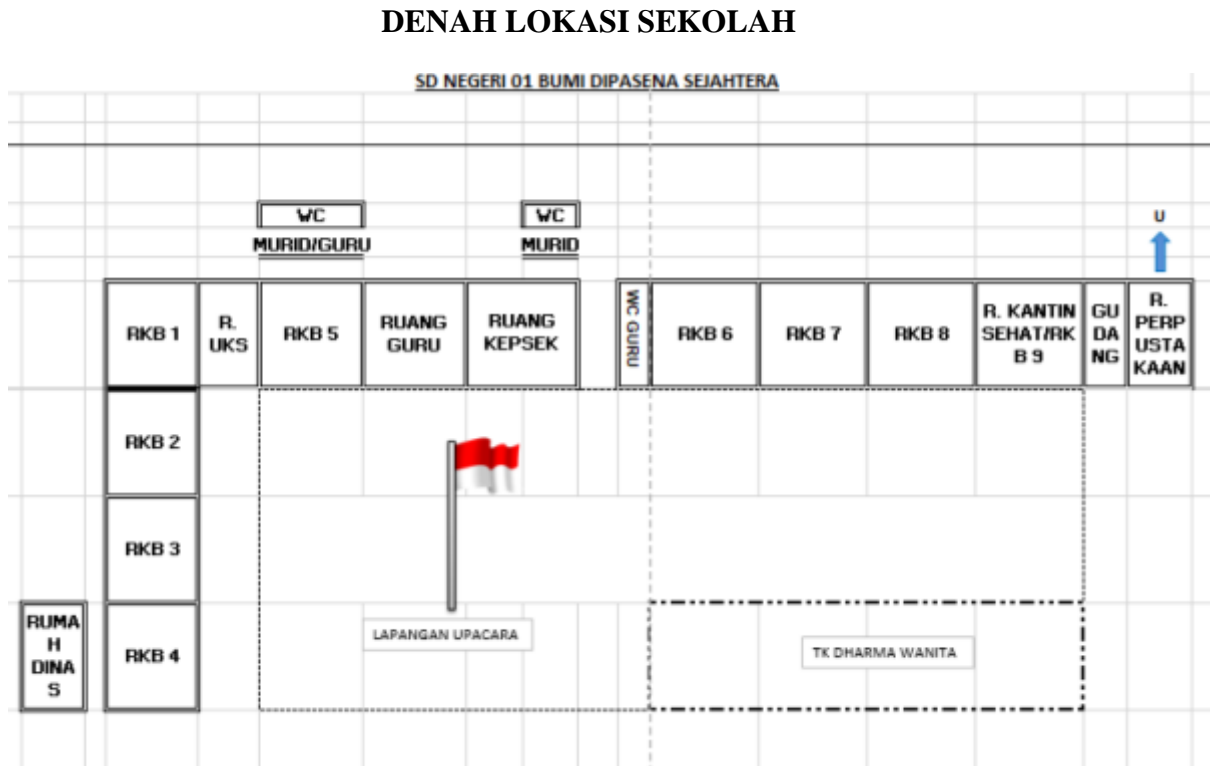 DENAH LOKASI SEKOLAH
SD NEGERI 01 BUMI DIPASENA SEJAHTERA
WC
MURID/GURU
WC
MURID
U
RKB 1
R.
UKS
RKB 5
RUANG
GURU
RUANG
KEPSEK
WC GURU
RKB 6
RKB 7
RKB 8
R. KANTIN
SEHAT/RK
B 9
GU
DA
NG
R.
PERP
USTA
KAAN
RKB 2
RKB 3
RUMA
H
DINA
S
RKB 4
LAPANGAN UPACARA
TK DHARMA WANITA